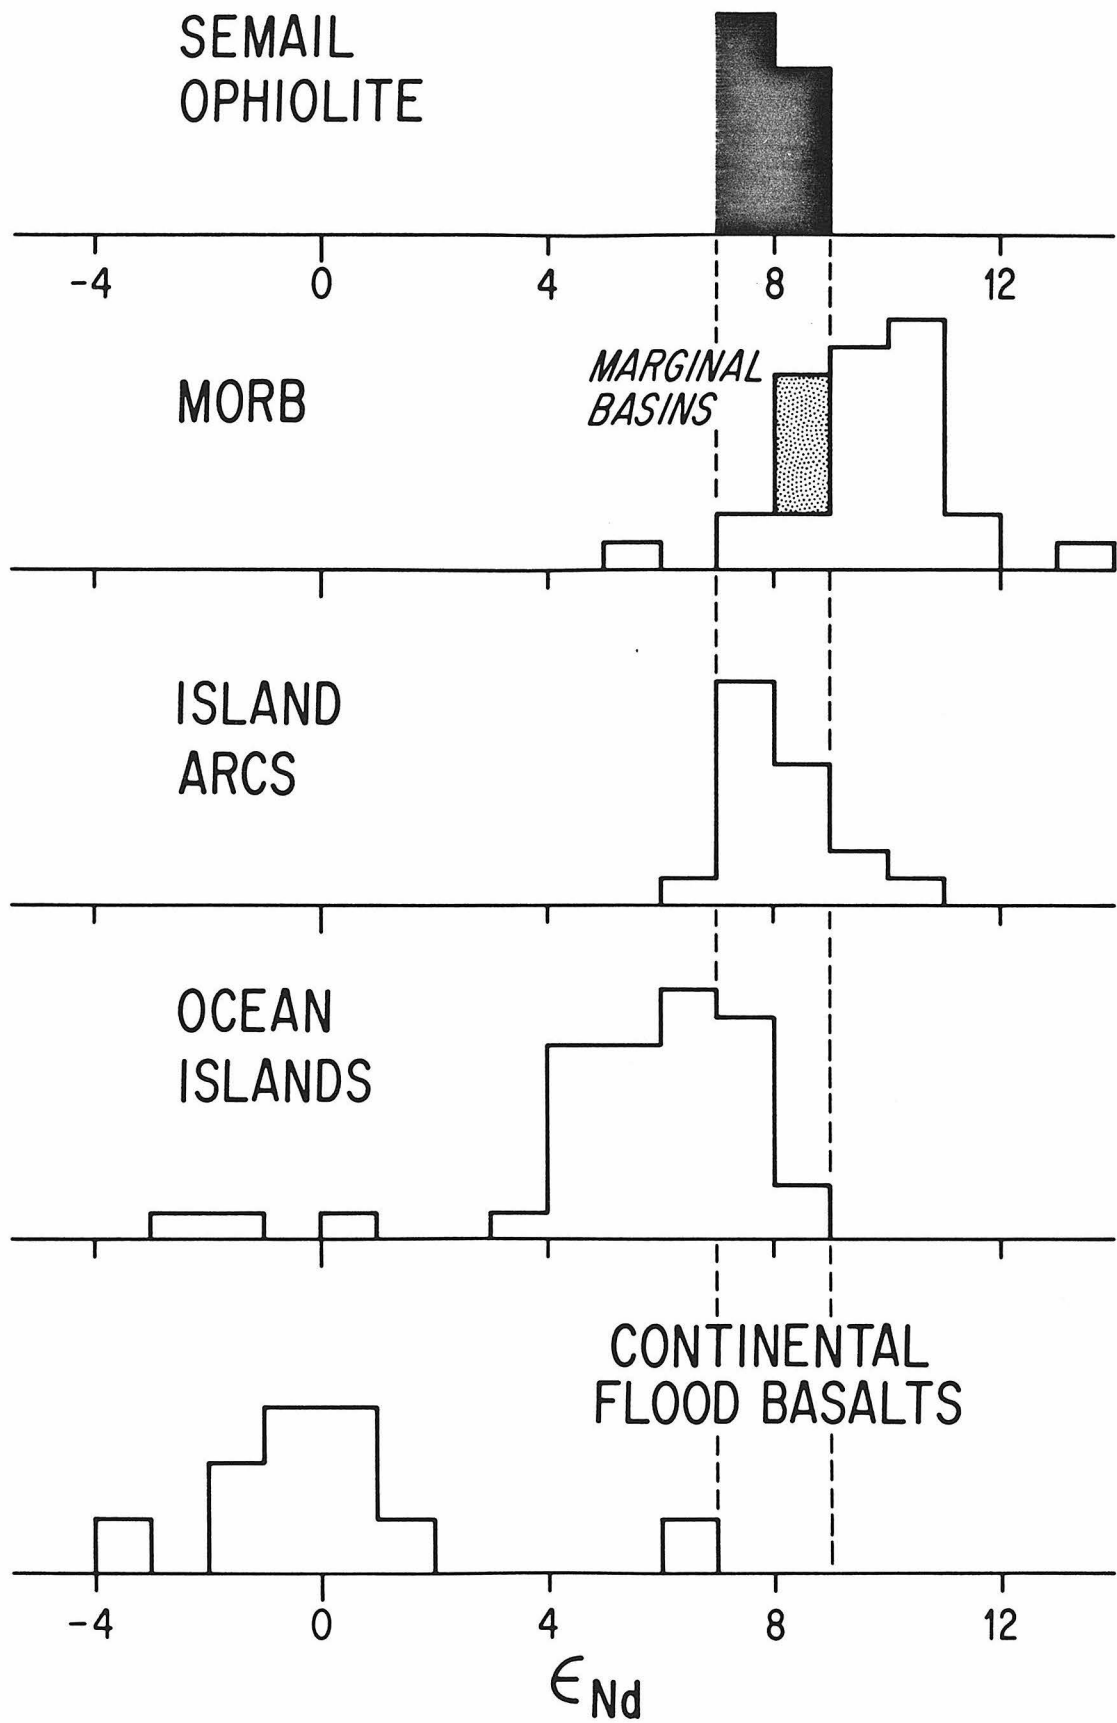 SEMAIL
OPHIOLITE
-4 0 4 8 12
MARGINAL
BASINS
MORB
ISLAND
ARCS
OCEAN
ISLANDS
CONTINENTAL
FLOOD BASALTS
-4 0 4 8 12
εNd